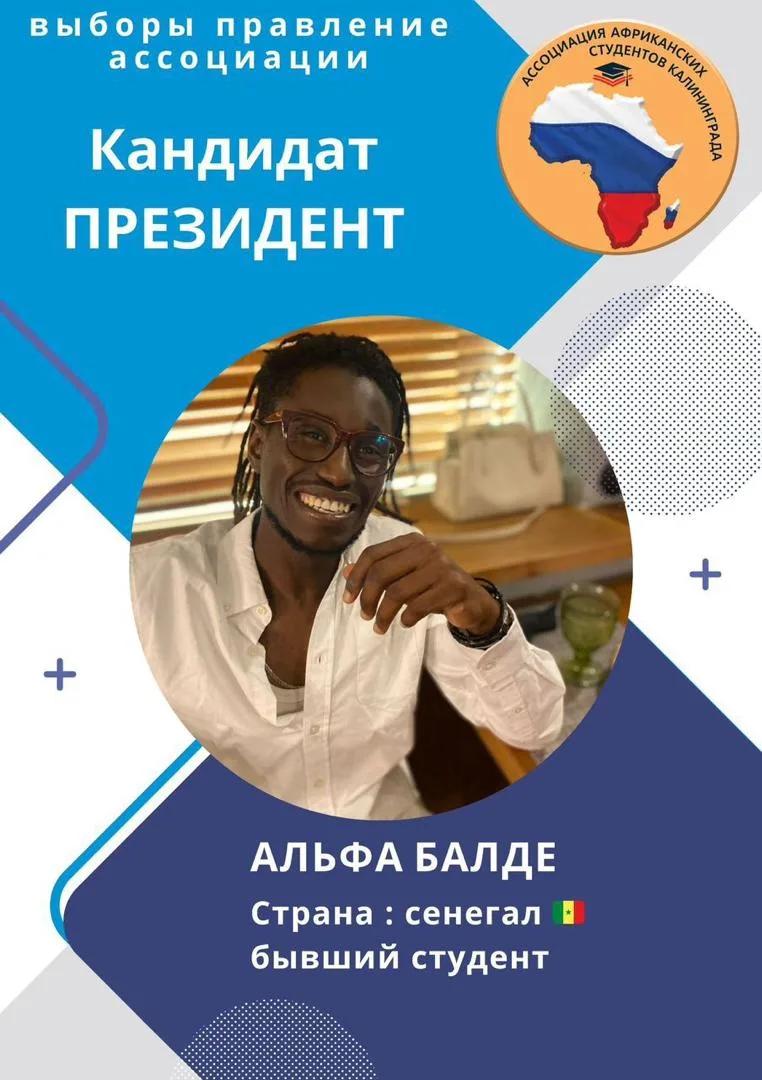 выборы правление
ассоциации
АССОЦИАЦИЯ АФРИКАНСКИХ
СТУДЕНТОВ КАЛИНИНГРАДА
Кандидат
ПРЕЗИДЕНТ
АЛЬФА БАЛДЕ
Страна : сенегал 🇸🇳
бывший студент